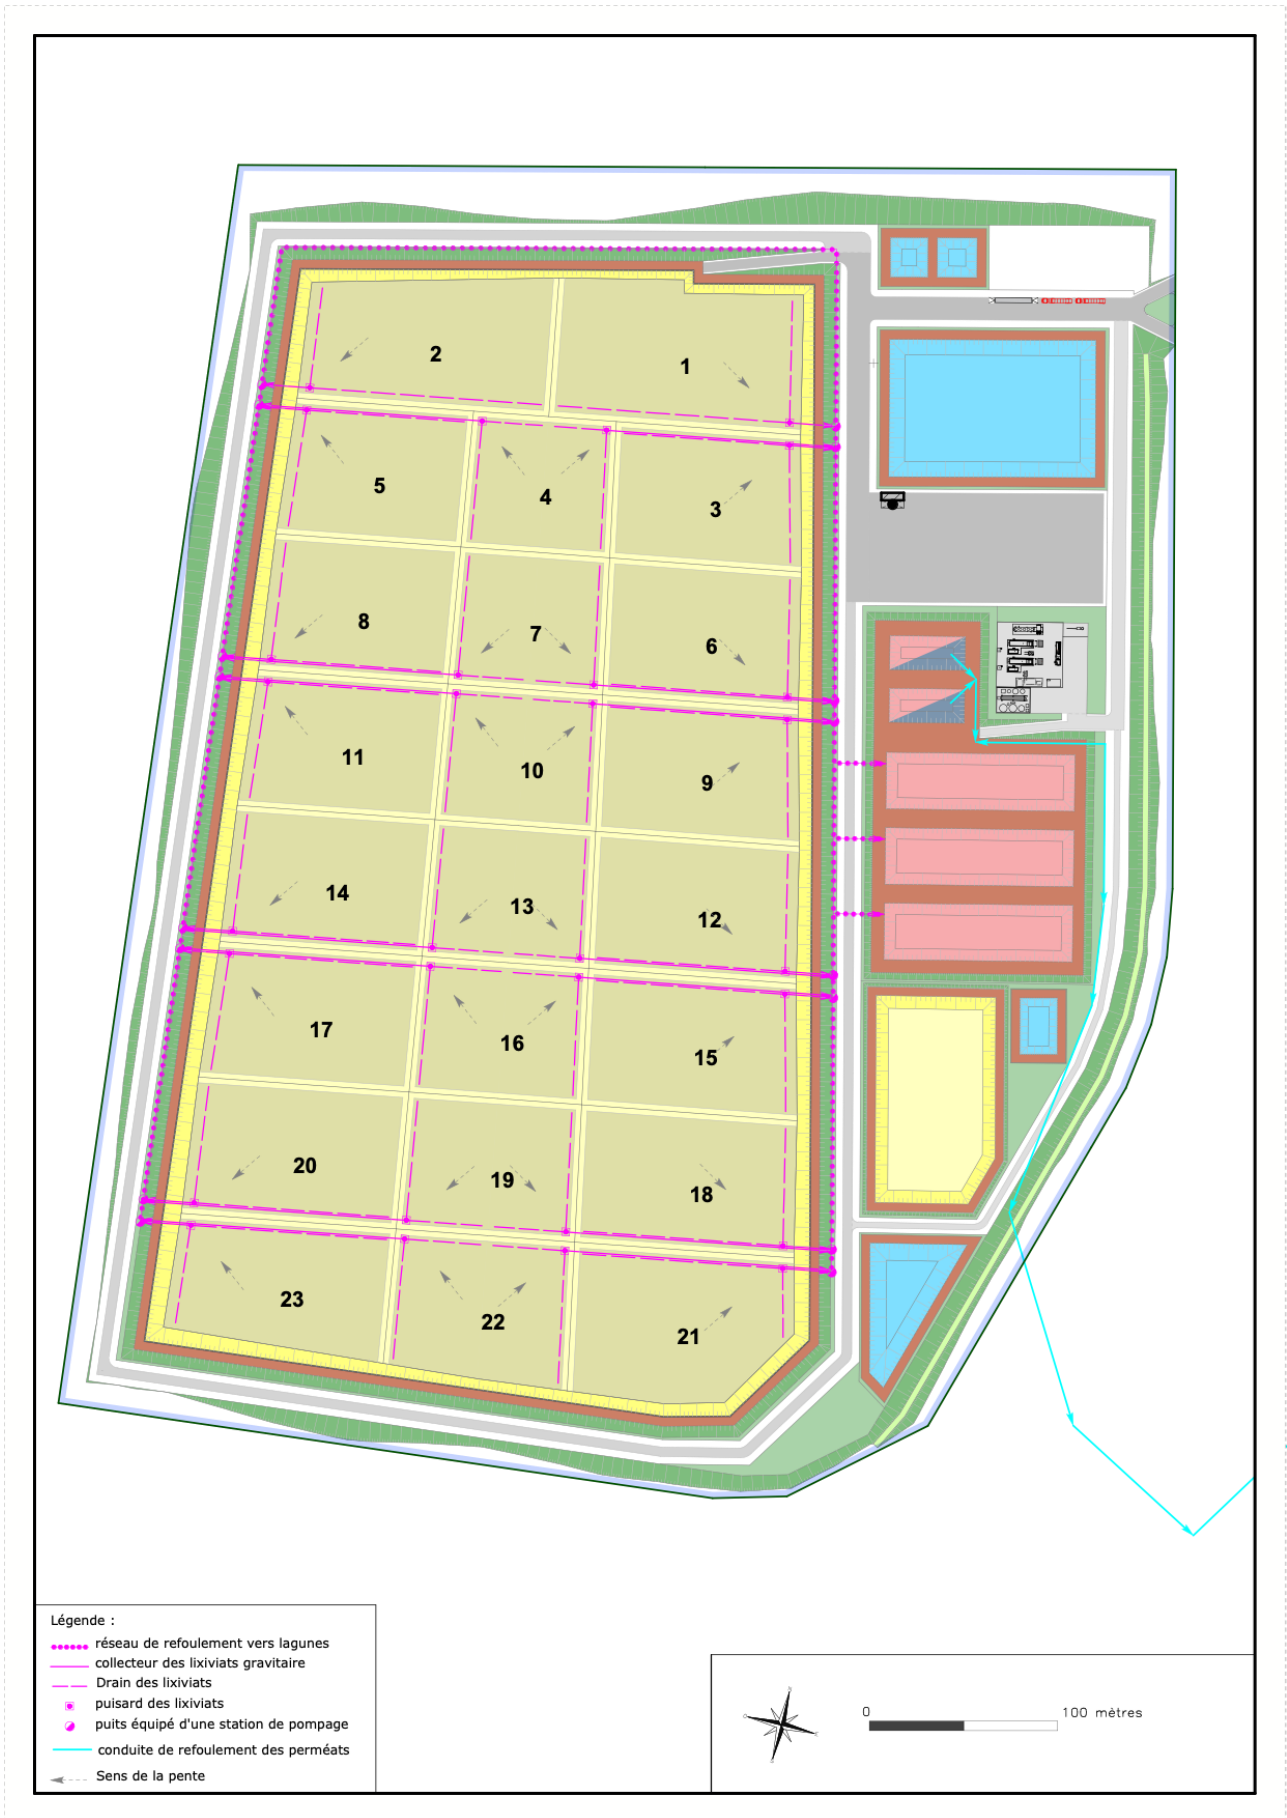 2
1
5
4
3
8
7
6
11
10
9
14
13
12
17
16
15
20
19
18
23
22
21
Légende :
réseau de refoulement vers lagunes
collecteur des lixiviats gravitaire
Drain des lixiviats
puisard des lixiviats
puits équipé d'une station de pompage
conduite de refoulement des perméats
Sens de la pente
0 100 mètres